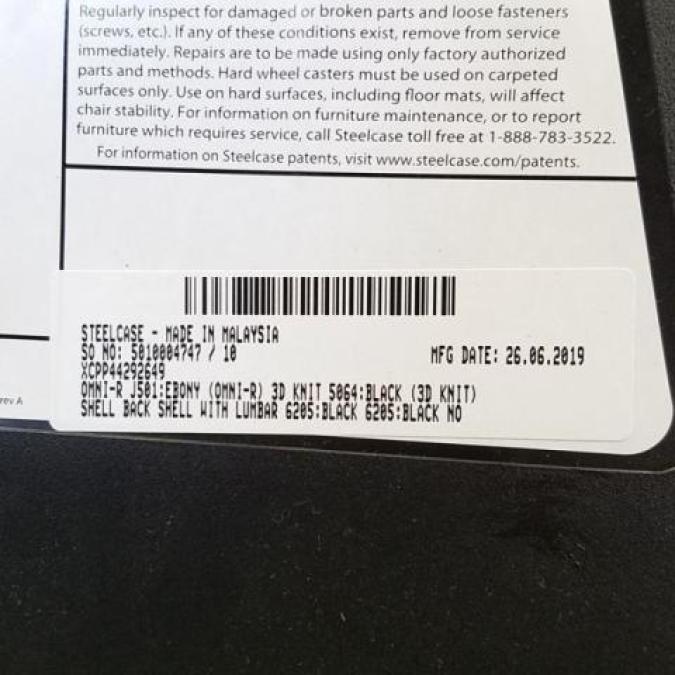 Regularly inspect for damaged or broken parts and loose fasteners
(screws, etc.). If any of these conditions exist, remove from service
immediately. Repairs are to be made using only factory authorized
parts and methods. Hard wheel casters must be used on carpeted
surfaces only. Use on hard surfaces, including floor mats, will affect
chair stability. For information on furniture maintenance, or to report
furniture which requires service, call Steelcase toll free at 1-888-783-3522.
For information on Steelcase patents, visit www.steelcase.com/patents.
STEELCASE - MADE IN MALAYSIA
SO NO: 5010004747 / 10 MFG DATE: 26.06.2019
XCPP44292649
OMNI-R J501:EBONY (OMNI-R) 3D KNIT 5064:BLACK (3D KNIT)
SHELL BACK SHELL WITH LUMBAR 6205:BLACK 6205:BLACK NO
rev A